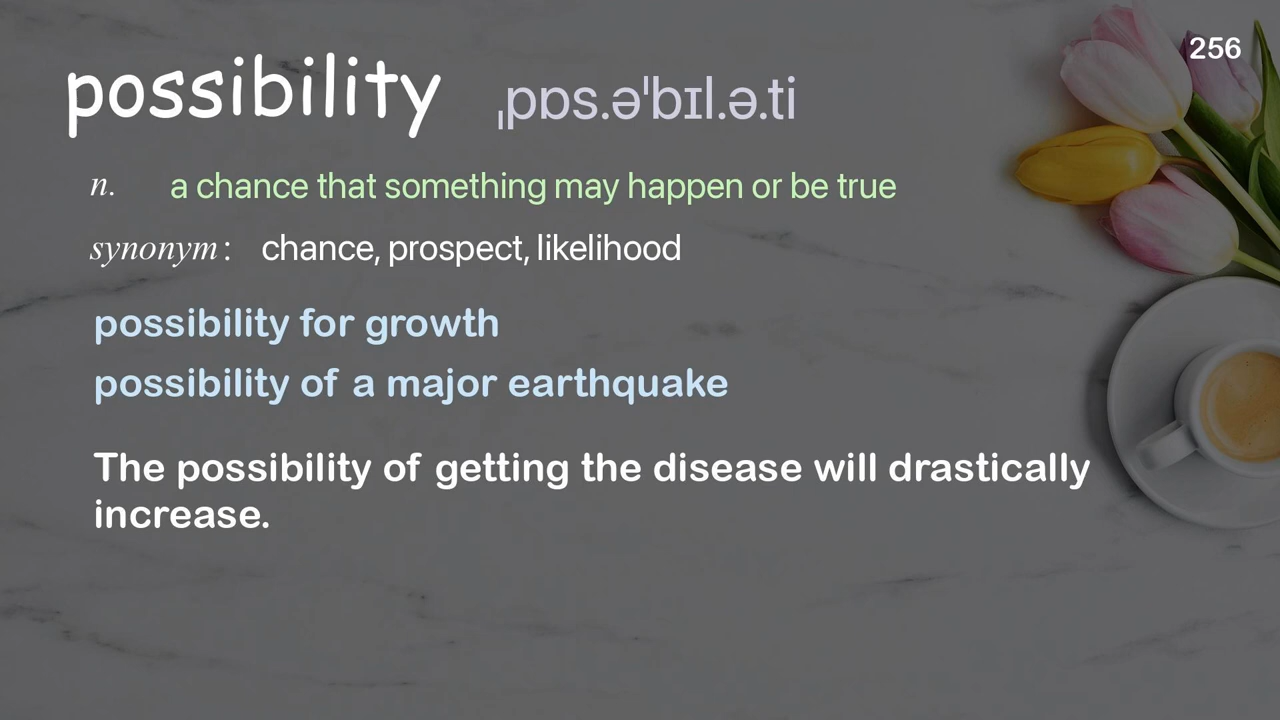 256
possibility ˌpɒs.əˈbɪl.ə.ti
n. a chance that something may happen or be true
synonym: chance, prospect, likelihood
possibility for growth
possibility of a major earthquake
The possibility of getting the disease will drastically
increase.